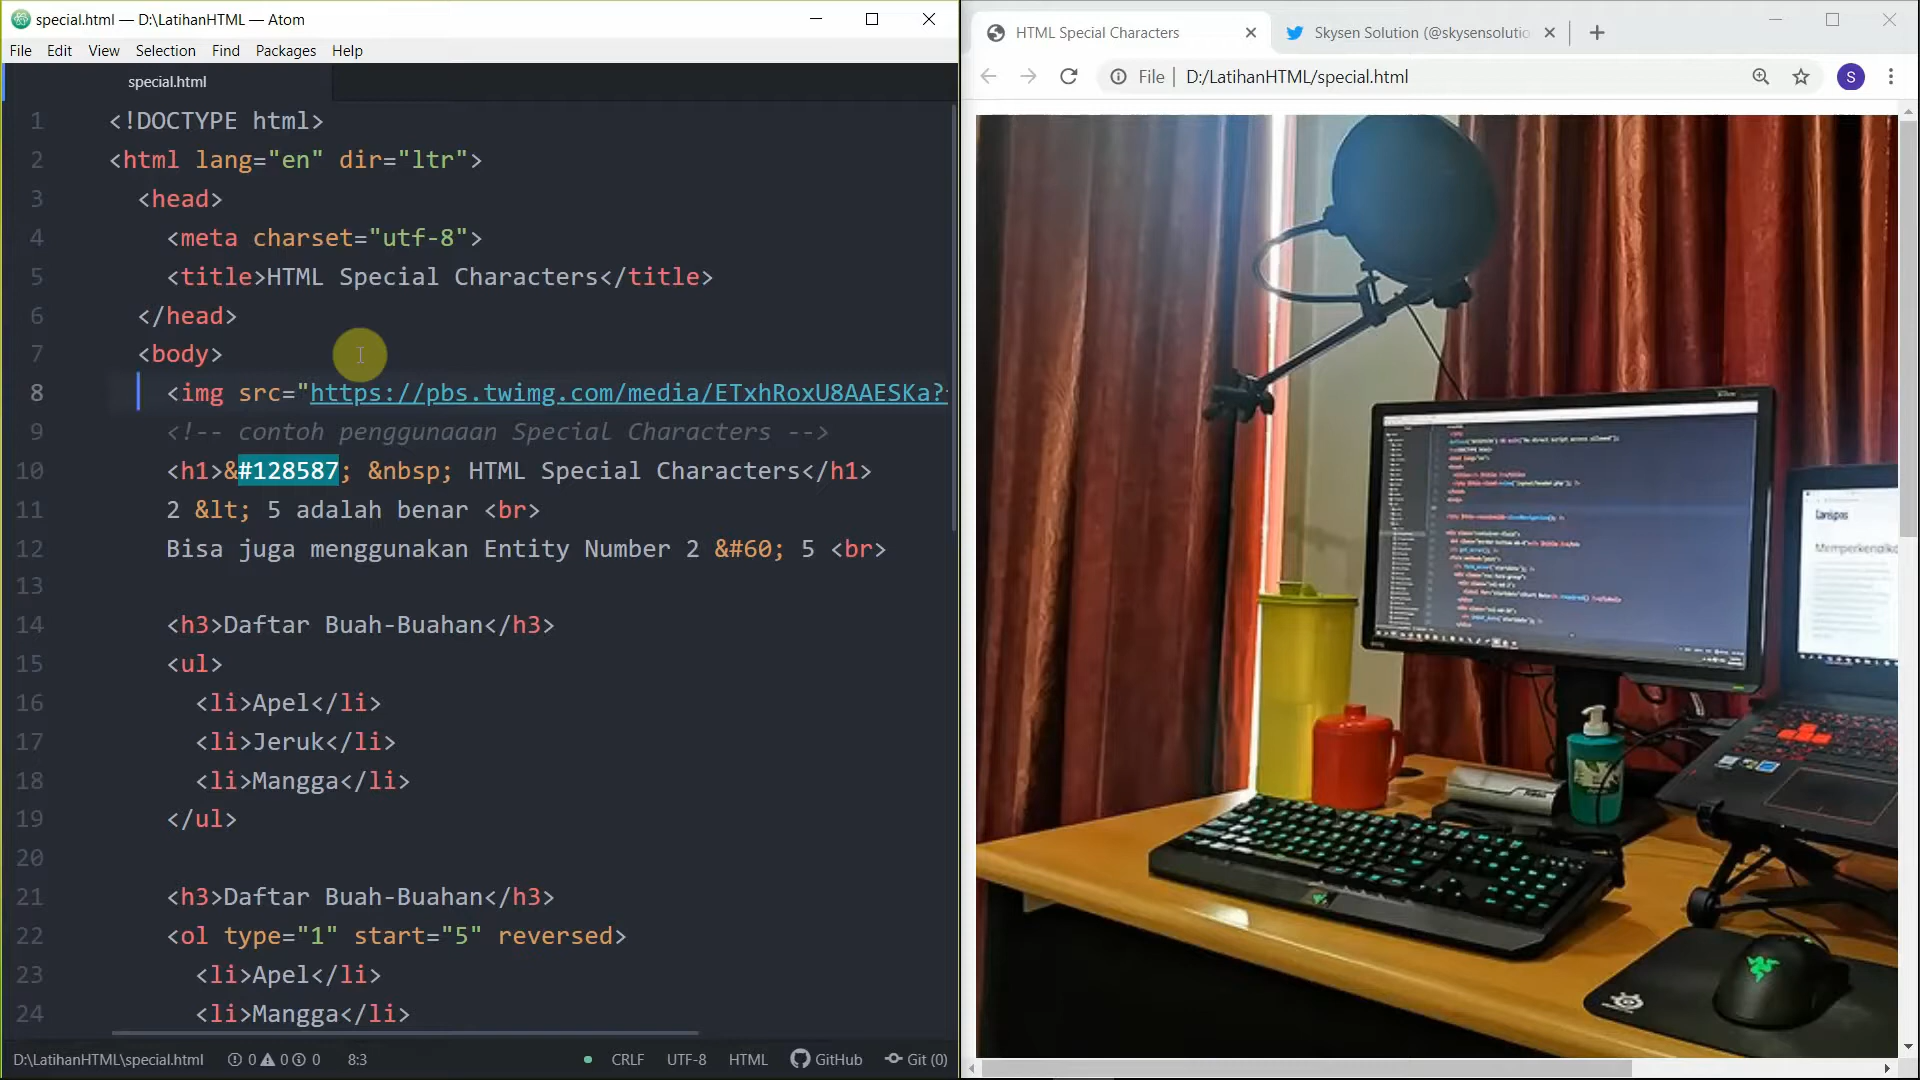 special.html — D:\LatihanHTML — Atom
File Edit View Selection Find Packages Help
special.html
1 <!DOCTYPE html>
2 <html lang="en" dir="ltr">
3 <head>
4 <meta charset="utf-8">
5 <title>HTML Special Characters</title>
6 </head>
7 <body>
8 <img src="https://pbs.twimg.com/media/ETxhRoxU8AAESKa?
9 <!-- contoh penggunaaan Special Characters -->
10 <h1>&#128587; &nbsp; HTML Special Characters</h1>
11 2 &lt; 5 adalah benar <br>
12 Bisa juga menggunakan Entity Number 2 &#60; 5 <br>
13
14 <h3>Daftar Buah-Buahan</h3>
15 <ul>
16 <li>Apel</li>
17 <li>Jeruk</li>
18 <li>Mangga</li>
19 </ul>
20
21 <h3>Daftar Buah-Buahan</h3>
22 <ol type="1" start="5" reversed>
23 <li>Apel</li>
24 <li>Mangga</li>
D:\LatihanHTML\special.html 0 0 0 8:3 CRLF UTF-8 HTML GitHub Git (0)
HTML Special Characters
Skysen Solution (@skysensolutio
File D:/LatihanHTML/special.html S